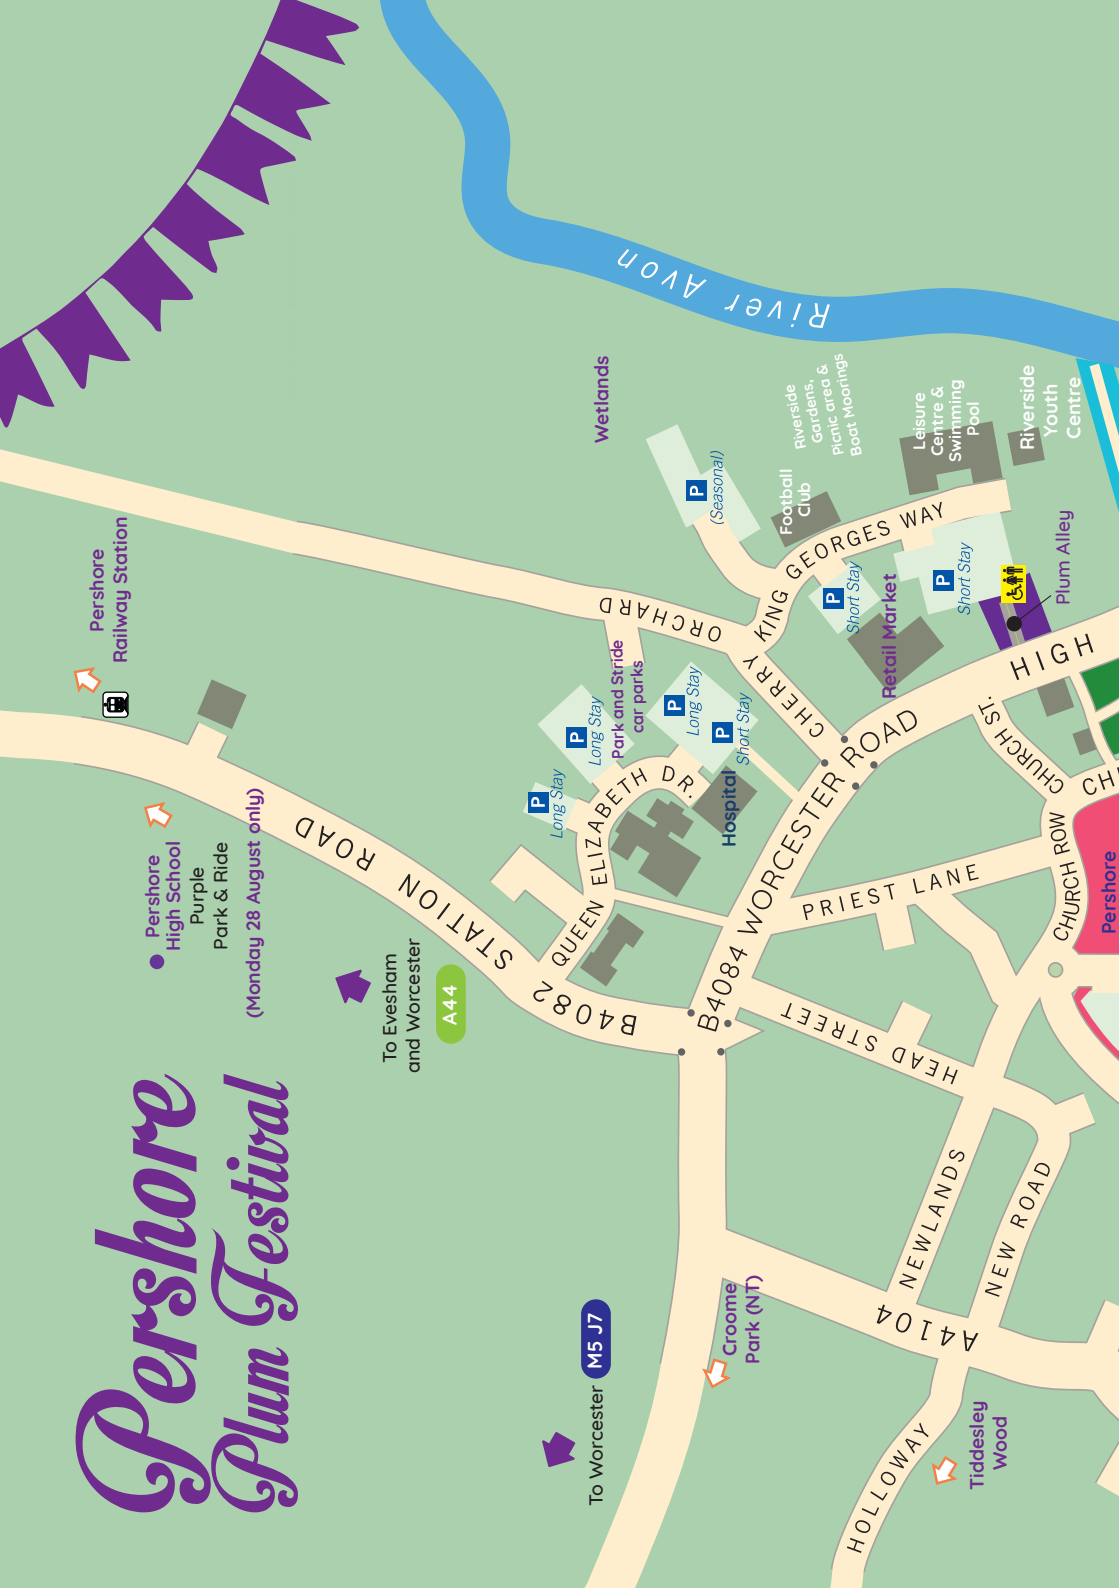 Pershore
Plum Festival
Pershore
Railway Station
Pershore
High School
Purple
Park & Ride
(Monday 28 August only)
To Evesham
and Worcester
A44
To Worcester
M5 J7
STATION ROAD
B4082
River Avon
Wetlands
P
(Seasonal)
Riverside
Gardens,
Picnic area &
Boat Moorings
Football
Club
Leisure
Centre &
Swimming
Pool
Riverside
Youth
Centre
KING GEORGES WAY
ORCHARD
CHERRY
P
Short Stay
P
Short Stay
Retail Market
Plum Alley
Park and Stride
car parks
P
Long Stay
P
Long Stay
P
Long Stay
P
Short Stay
QUEEN ELIZABETH DR.
Hospital
B4084 WORCESTER ROAD
HIGH
CHURCH ST.
CH
CHURCH ROW
Pershore
PRIEST LANE
HEAD STREET
NEWLANDS
NEW ROAD
A4104
Croome
Park (NT)
HOLLOWAY
Tiddesley
Wood